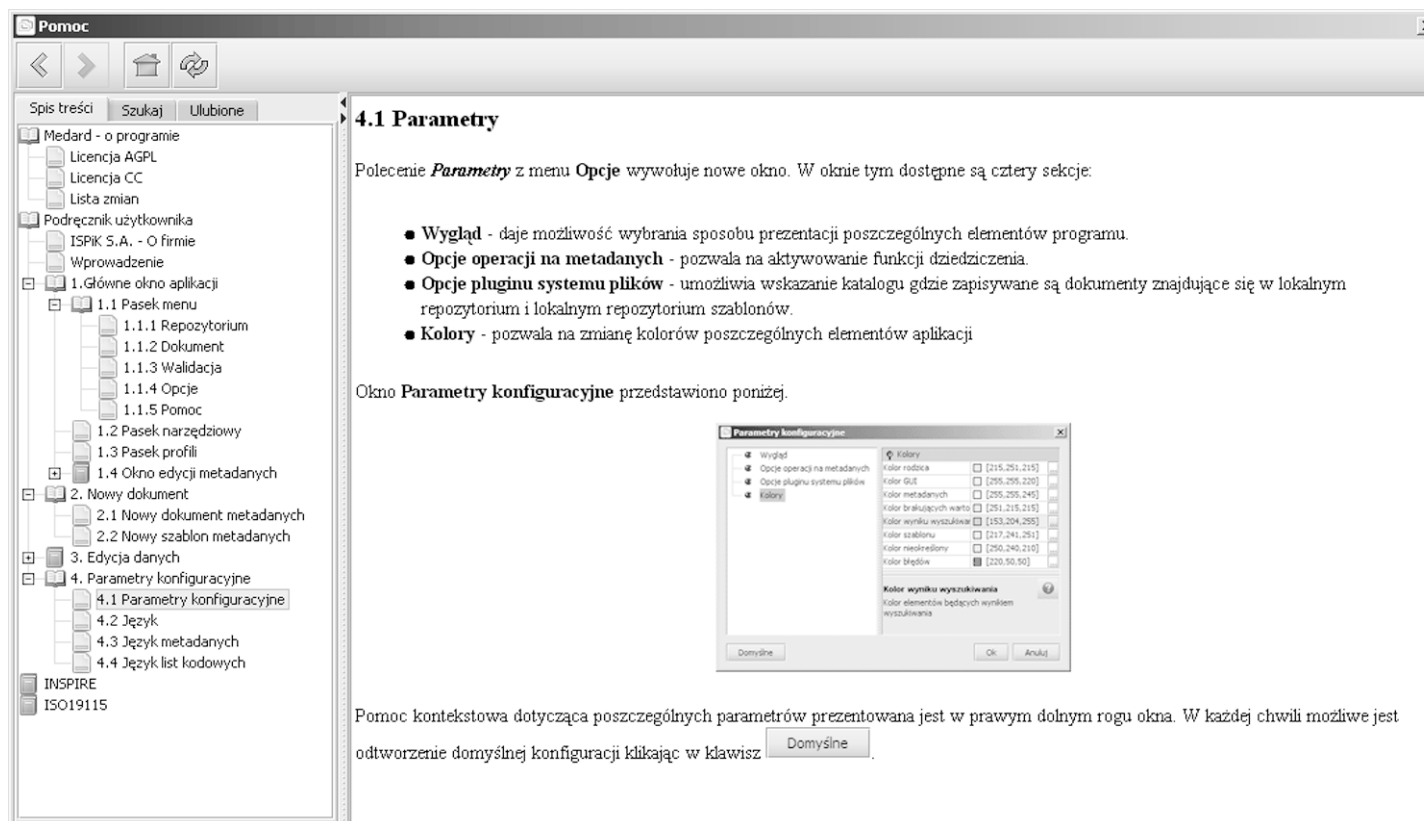 Pomoc
Spis treści Szukaj Ulubione
Medard - o programie
Licencja AGPL
Licencja CC
Lista zmian
Podręcznik użytkownika
ISPiK S.A. - O firmie
Wprowadzenie
1.Główne okno aplikacji
1.1 Pasek menu
1.1.1 Repozytorium
1.1.2 Dokument
1.1.3 Walidacja
1.1.4 Opcje
1.1.5 Pomoc
1.2 Pasek narzędziowy
1.3 Pasek profili
1.4 Okno edycji metadanych
2. Nowy dokument
2.1 Nowy dokument metadanych
2.2 Nowy szablon metadanych
3. Edycja danych
4. Parametry konfiguracyjne
4.1 Parametry konfiguracyjne
4.2 Język
4.3 Język metadanych
4.4 Język list kodowych
INSPIRE
ISO19115
4.1 Parametry
Polecenie Parametry z menu Opcje wywołuje nowe okno. W oknie tym dostępne są cztery sekcje:
Wygląd - daje możliwość wybrania sposobu prezentacji poszczególnych elementów programu.
Opcje operacji na metadanych - pozwala na aktywowanie funkcji dziedziczenia.
Opcje pluginu systemu plików - umożliwia wskazanie katalogu gdzie zapisywane są dokumenty znajdujące się w lokalnym
repozytorium i lokalnym repozytorium szablonów.
Kolory - pozwala na zmianę kolorów poszczególnych elementów aplikacji
Okno Parametry konfiguracyjne przedstawiono poniżej.
Parametry konfiguracyjne
Wygląd
Opcje operacji na metadanych
Opcje pluginu systemu plików
Kolory
Kolory
Kolor rodzica [215,251,215]
Kolor GUI [255,255,220]
Kolor metadanych [255,255,245]
Kolor brakujących warto [251,215,215]
Kolor wyniku wyszukiwar [153,204,255]
Kolor szablonu [217,241,251]
Kolor nieokreślony [250,240,210]
Kolor błędów [220,50,50]
Kolor wyniku wyszukiwania
Kolor elementów będących wynikiem
wyszukiwania
Domyślne Ok Anuluj
Pomoc kontekstowa dotycząca poszczególnych parametrów prezentowana jest w prawym dolnym rogu okna. W każdej chwili możliwe jest
odtworzenie domyślnej konfiguracji klikając w klawisz Domyślne.